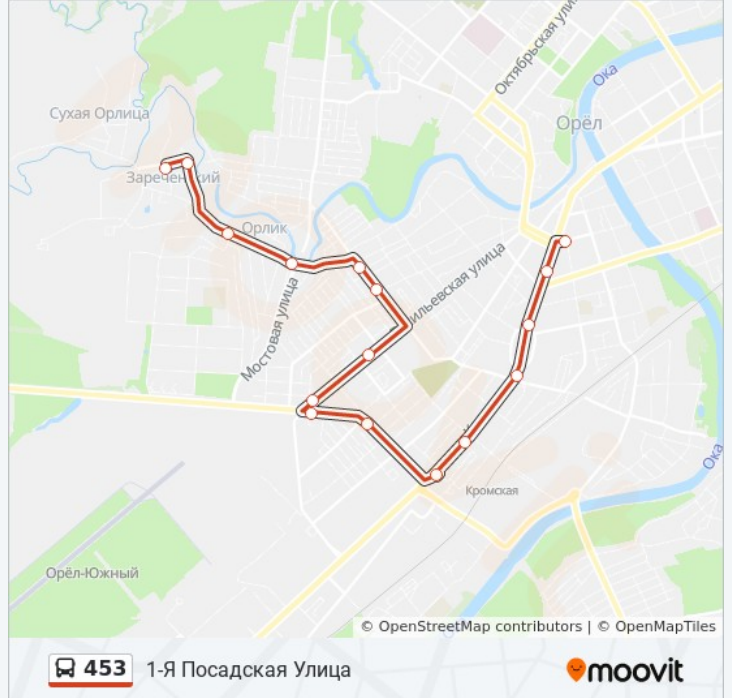 Октябрьская ули
Ока
Сухая Орлица
Орёл
Зареченский
Орлик
ильевская улица
Мостовая улица
Ока
Кромская
Орёл-Южный
© OpenStreetMap contributors | © OpenMapTiles
453 1-Я Посадская Улица moovit